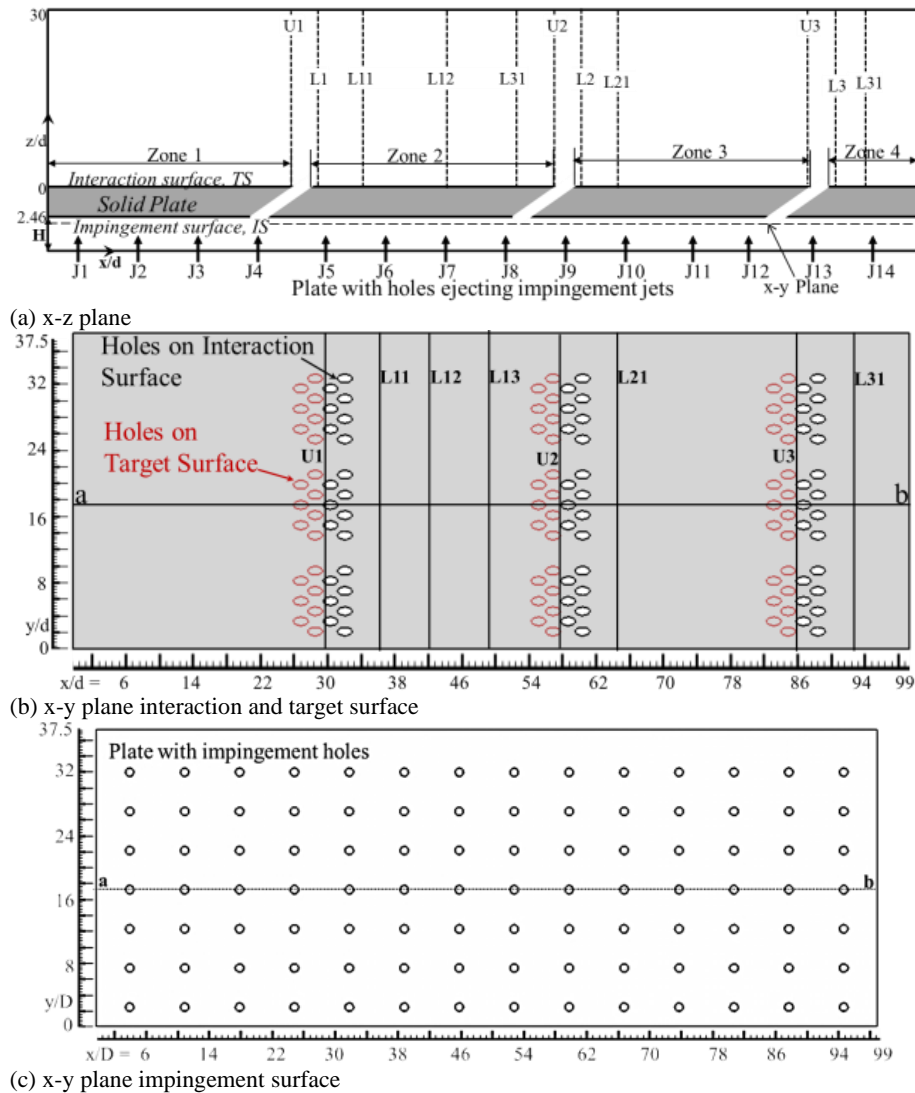 30
U1
U2
U3
L1
L11
L12
L31
L2
L21
L3
L31
z/d
Zone 1
Zone 2
Zone 3
Zone 4
Interaction surface, TS
0
Solid Plate
2.46
Impingement surface, IS
H
x/d
J1 J2 J3 J4 J5 J6 J7 J8 J9 J10 J11 J12 J13 J14
Plate with holes ejecting impingement jets
x-y Plane
(a) x-z plane
37.5
Holes on Interaction
Surface
L11 L12 L13 L21 L31
32
Holes on
Target Surface
24
U1 U2 U3
a b
16
8
y/d
0
x/d = 6 14 22 30 38 46 54 62 70 78 86 94 99
(b) x-y plane interaction and target surface
37.5
Plate with impingement holes
32
24
a b
16
8
y/D
0
x/D = 6 14 22 30 38 46 54 62 70 78 86 94 99
(c) x-y plane impingement surface